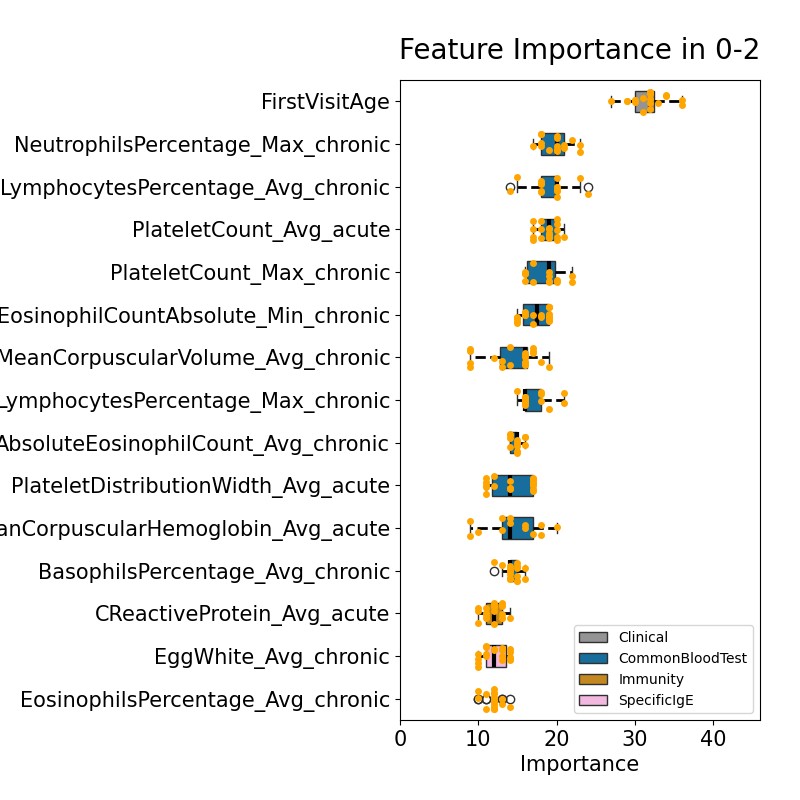 Feature Importance in 0-2
FirstVisitAge
NeutrophilsPercentage_Max_chronic
LymphocytesPercentage_Avg_chronic
PlateletCount_Avg_acute
PlateletCount_Max_chronic
EosinophilCountAbsolute_Min_chronic
MeanCorpuscularVolume_Avg_chronic
LymphocytesPercentage_Max_chronic
AbsoluteEosinophilCount_Avg_chronic
PlateletDistributionWidth_Avg_acute
anCorpuscularHemoglobin_Avg_acute
BasophilsPercentage_Avg_chronic
CReactiveProtein_Avg_acute
EggWhite_Avg_chronic
EosinophilsPercentage_Avg_chronic
Clinical
CommonBloodTest
Immunity
SpecificIgE
0 10 20 30 40
Importance